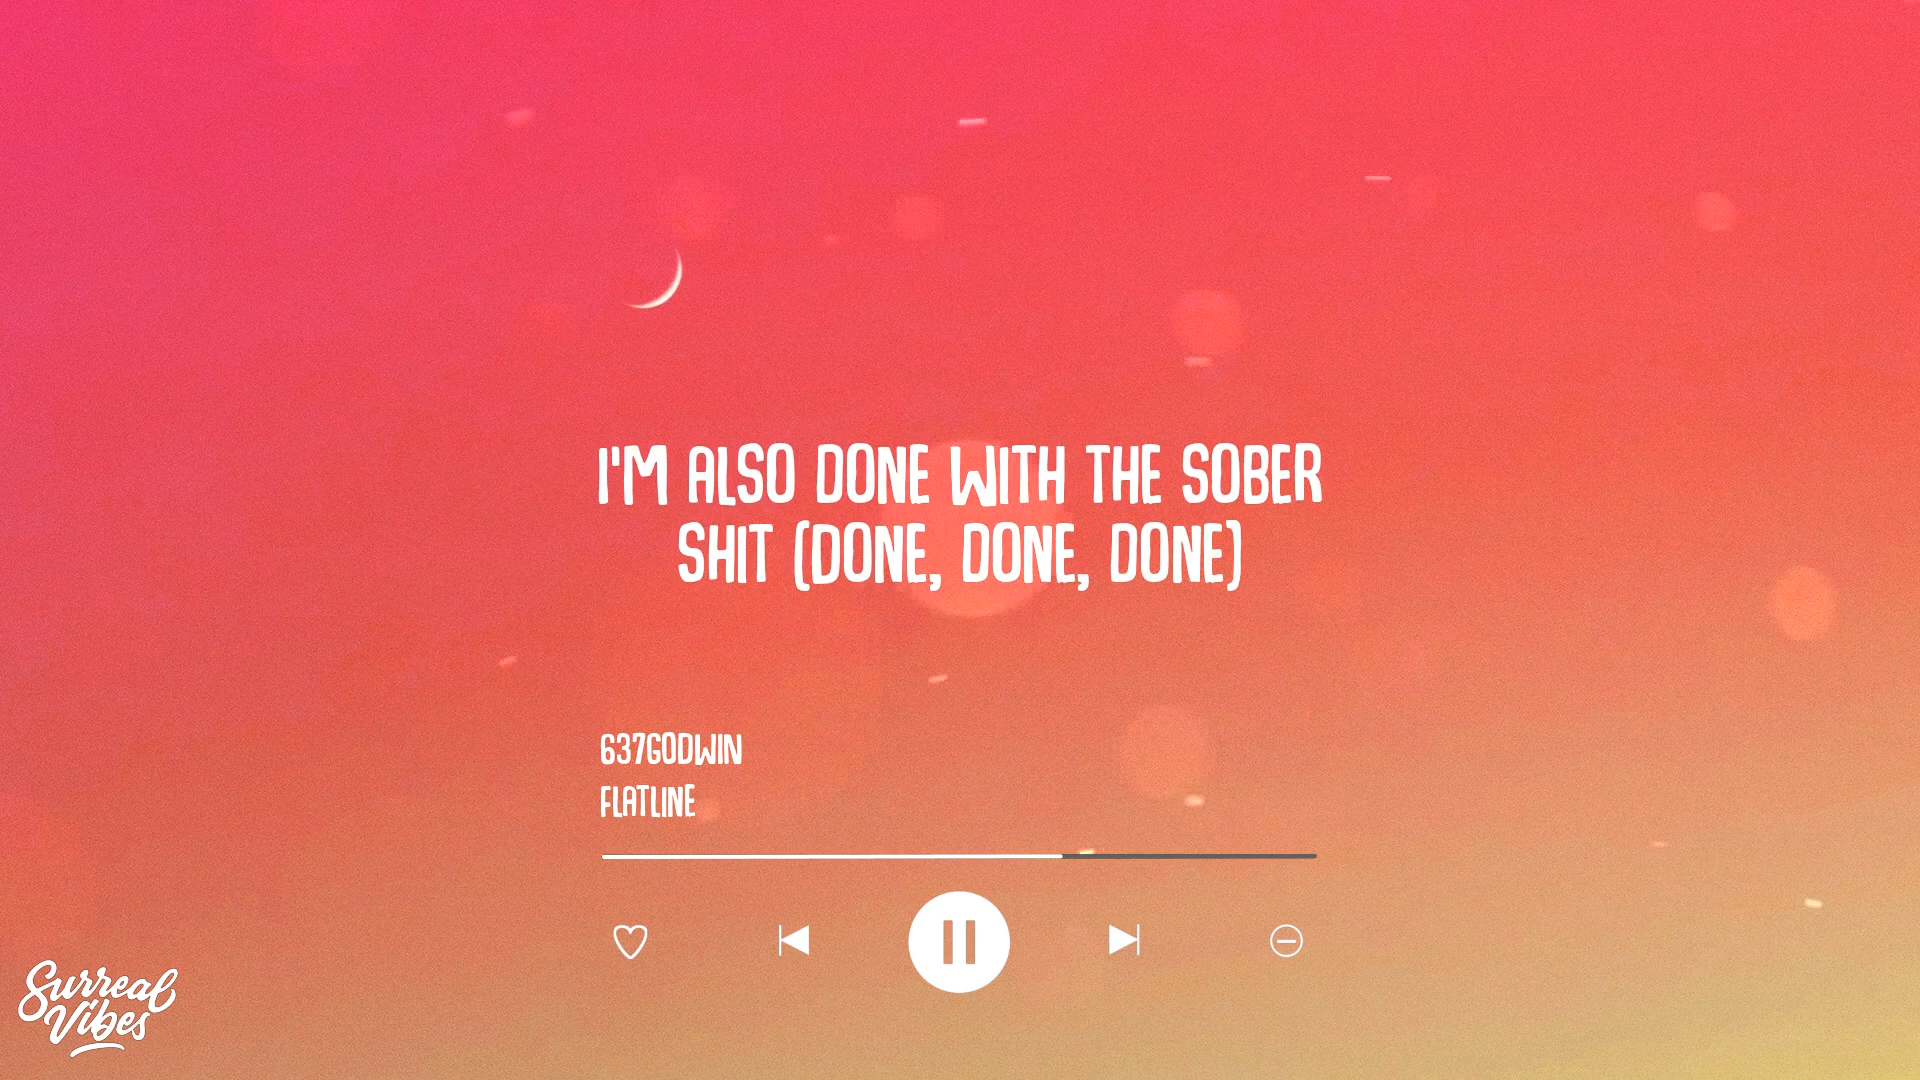 I'M ALSO DONE WITH THE SOBER
SHIT (DONE, DONE, DONE)
637GODWIN
FLATLINE
Surreal
Vibes